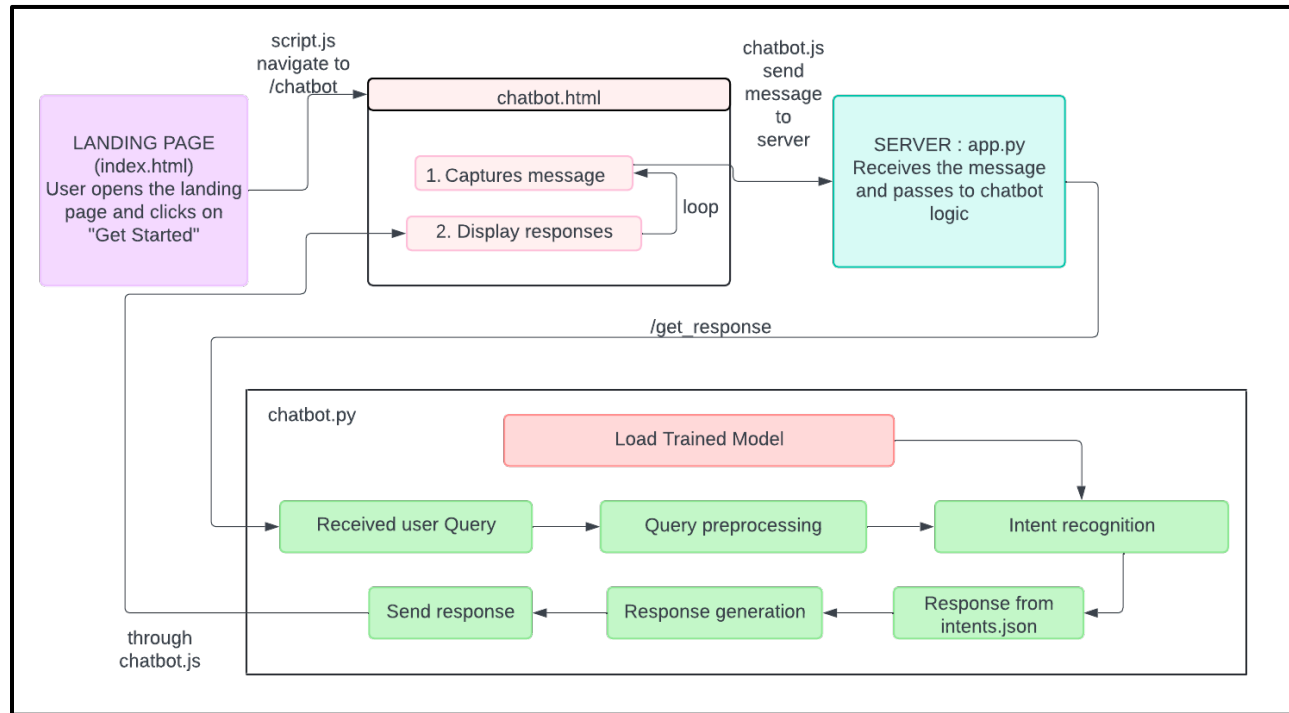 script.js
navigate to
/chatbot
chatbot.js
send
message
to
server
LANDING PAGE
(index.html)
User opens the landing
page and clicks on
"Get Started"
chatbot.html
1. Captures message
loop
2. Display responses
SERVER : app.py
Receives the message
and passes to chatbot
logic
/get_response
chatbot.py
Load Trained Model
Received user Query
Query preprocessing
Intent recognition
Send response
Response generation
Response from
intents.json
through
chatbot.js